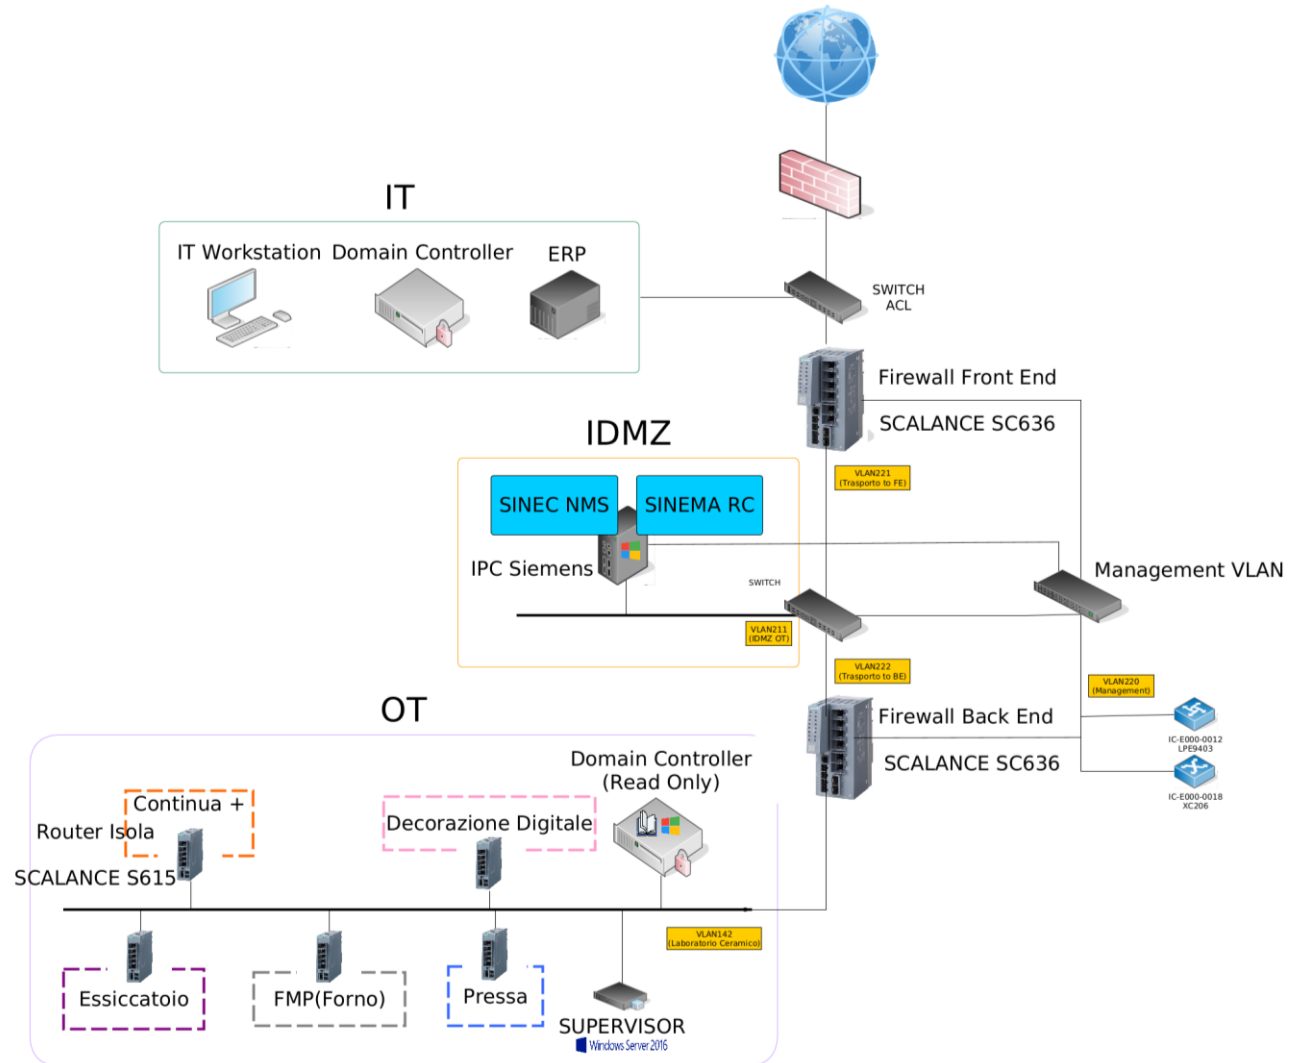 IT
IT Workstation
Domain Controller
ERP
SWITCH
ACL
Firewall Front End
SCALANCE SC636
IDMZ
VLAN221
(Trasporto to FE)
SINEC NMS
SINEMA RC
IPC Siemens
SWITCH
Management VLAN
VLAN211
(IDMZ OT)
VLAN222
(Trasporto to BE)
VLAN220
(Management)
OT
Firewall Back End
SCALANCE SC636
IC-E000-0012
LPE9403
IC-E000-0018
XC206
Domain Controller
(Read Only)
Continua +
Router Isola
SCALANCE S615
Decorazione Digitale
VLAN142
(Laboratorio Ceramico)
Essiccatoio
FMP(Forno)
Pressa
SUPERVISOR
Windows Server 2016